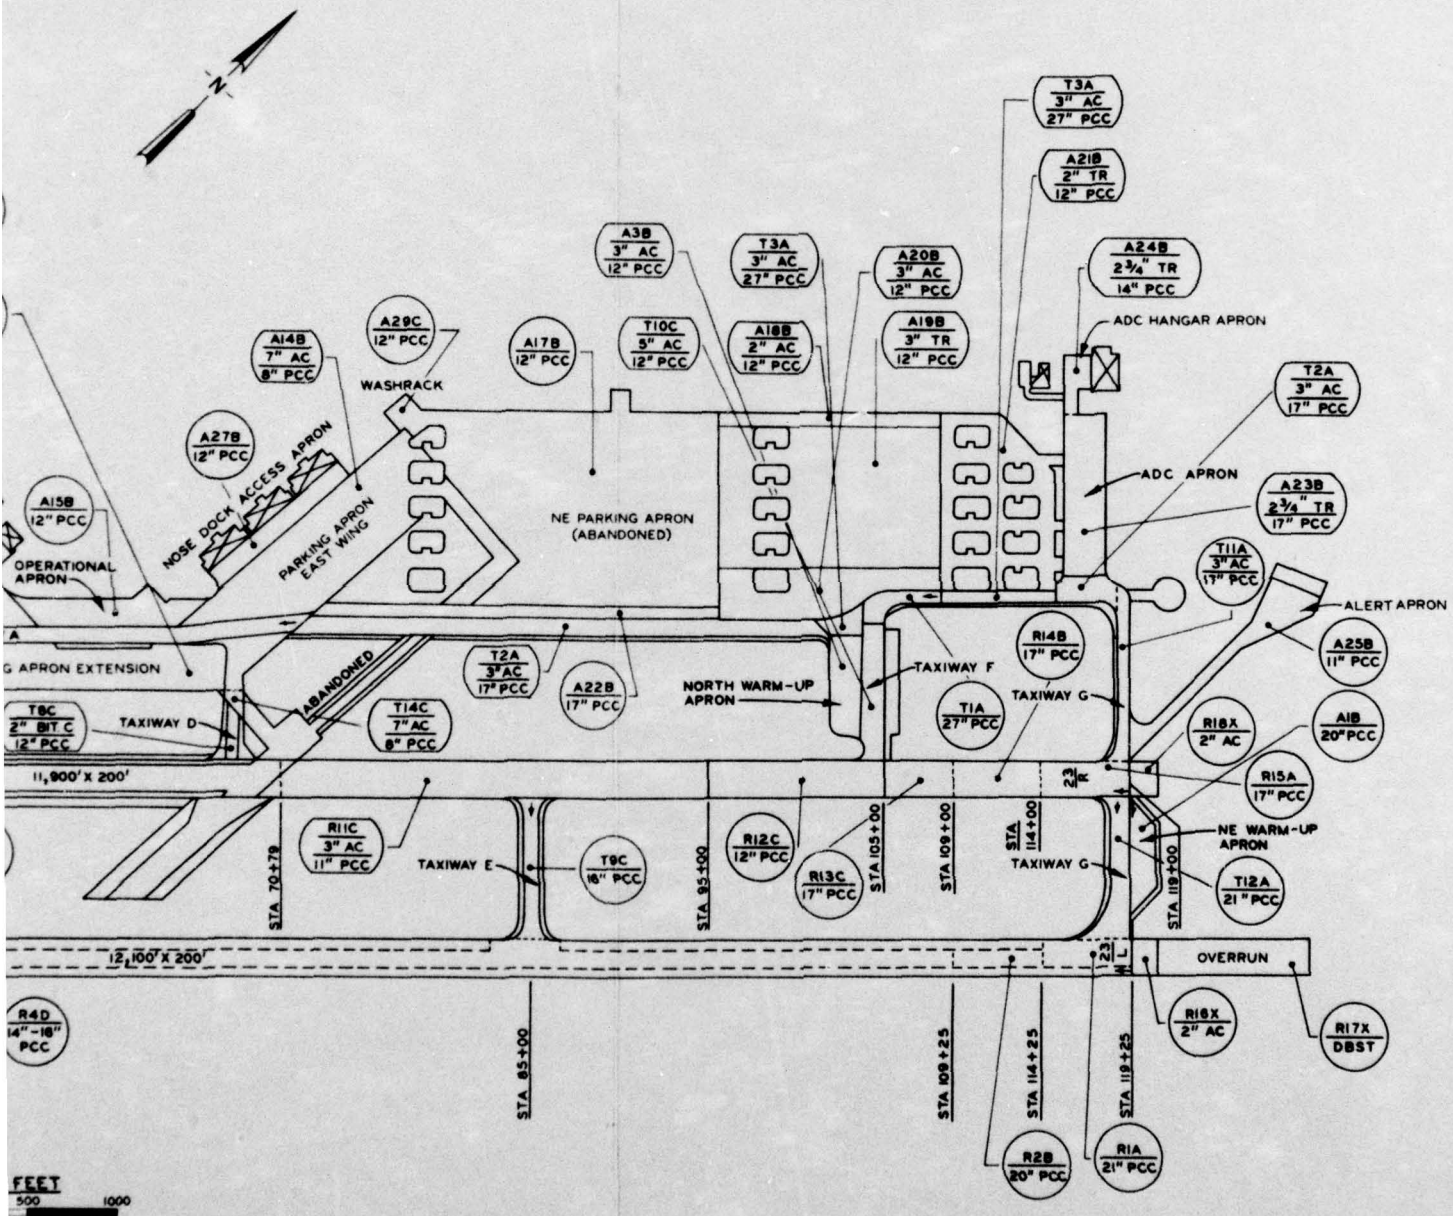 N
T3A
3" AC
27" PCC
A21B
2" TR
12" PCC
A3B
3" AC
12" PCC
T3A
3" AC
27" PCC
A20B
3" AC
12" PCC
A24B
2 3/4" TR
14" PCC
ADC HANGAR APRON
A29C
12" PCC
A14B
7" AC
8" PCC
WASHRACK
A17B
12" PCC
T10C
5" AC
12" PCC
A18B
2" AC
12" PCC
A19B
3" TR
12" PCC
T2A
3" AC
17" PCC
A27B
12" PCC
NOSE DOCK ACCESS APRON
PARKING APRON
EAST WING
A15B
12" PCC
OPERATIONAL
APRON
NE PARKING APRON
(ABANDONED)
ADC APRON
A23B
2 3/4" TR
17" PCC
T11A
3" AC
17" PCC
ALERT APRON
A25B
11" PCC
A
G APRON EXTENSION
ABANDONED
T2A
3" AC
17" PCC
A22B
17" PCC
NORTH WARM-UP
APRON
TAXIWAY F
R14B
17" PCC
T1A
27" PCC
TAXIWAY G
T8C
2" BIT C
12" PCC
TAXIWAY D
T14C
7" AC
8" PCC
R18X
2" AC
A1B
20" PCC
11,900' X 200'
23
R
R15A
17" PCC
R11C
3" AC
11" PCC
STA 70+79
TAXIWAY E
T9C
16" PCC
STA 95+00
R12C
12" PCC
R13C
17" PCC
STA 105+00
STA 109+00
STA
114+00
TAXIWAY G
NE WARM-UP
APRON
STA 119+00
T12A
21" PCC
12,100' X 200'
23
L
OVERRUN
R4D
14"-16"
PCC
STA 85+00
STA 109+25
STA 114+25
STA 119+25
R16X
2" AC
R17X
DBST
R2B
20" PCC
R1A
21" PCC
FEET
500 1000